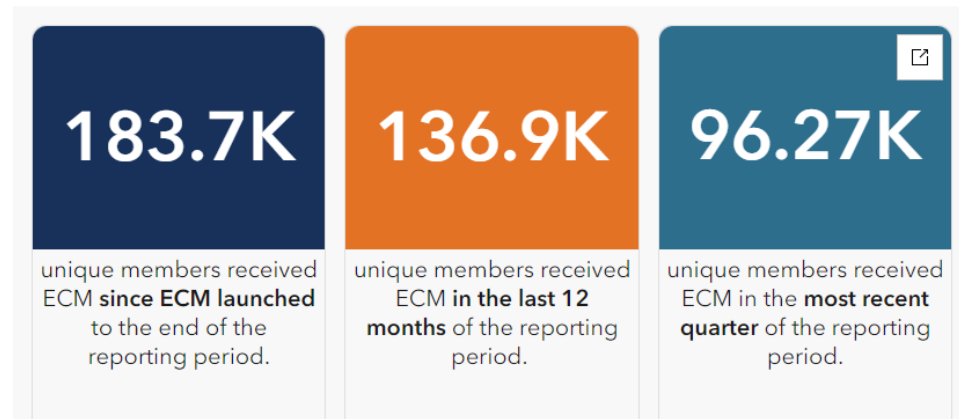 183.7K
unique members received
ECM since ECM launched
to the end of the
reporting period.
136.9K
unique members received
ECM in the last 12
months of the reporting
period.
96.27K
unique members received
ECM in the most recent
quarter of the reporting
period.